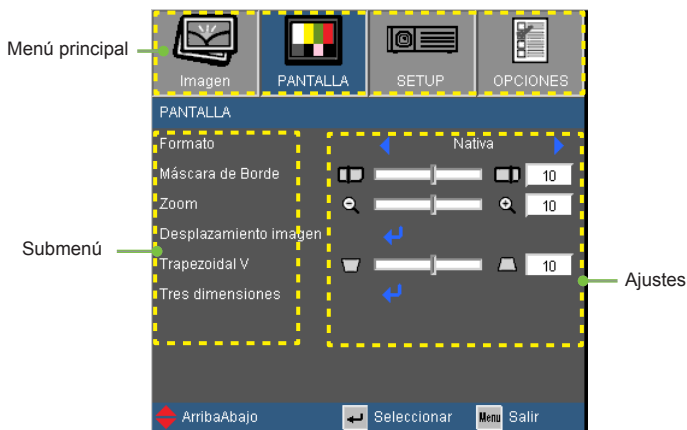 Menú principal
Imagen
PANTALLA
SETUP
OPCIONES
PANTALLA
Formato
Nativa
Máscara de Borde
10
Zoom
10
Desplazamiento imagen
Submenú
Trapezoidal V
10
Ajustes
Tres dimensiones
ArribaAbajo
Seleccionar
Menu
Salir